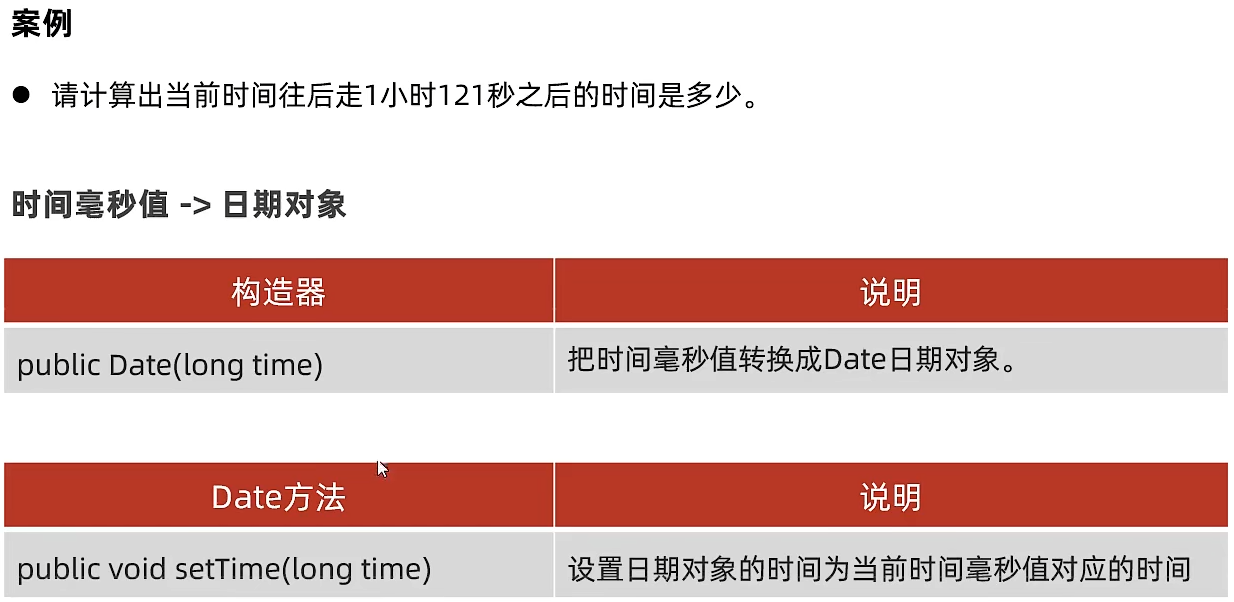 案例
● 请计算出当前时间往后走1小时121秒之后的时间是多少。
时间毫秒值 -> 日期对象
构造器 说明
public Date(long time) 把时间毫秒值转换成Date日期对象。
Date方法 说明
public void setTime(long time) 设置日期对象的时间为当前时间毫秒值对应的时间